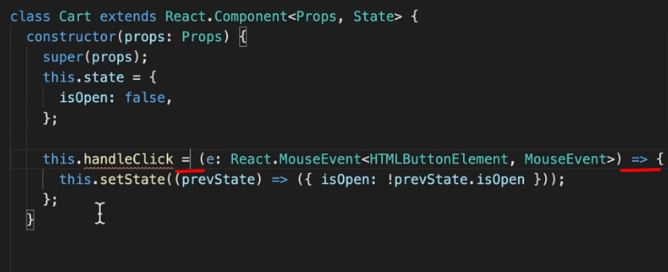 class Cart extends React.Component<Props, State> {
  constructor(props: Props) {
    super(props);
    this.state = {
      isOpen: false,
    };

    this.handleClick = (e: React.MouseEvent<HTMLButtonElement, MouseEvent>) => {
      this.setState((prevState) => ({ isOpen: !prevState.isOpen }));
    };
  }